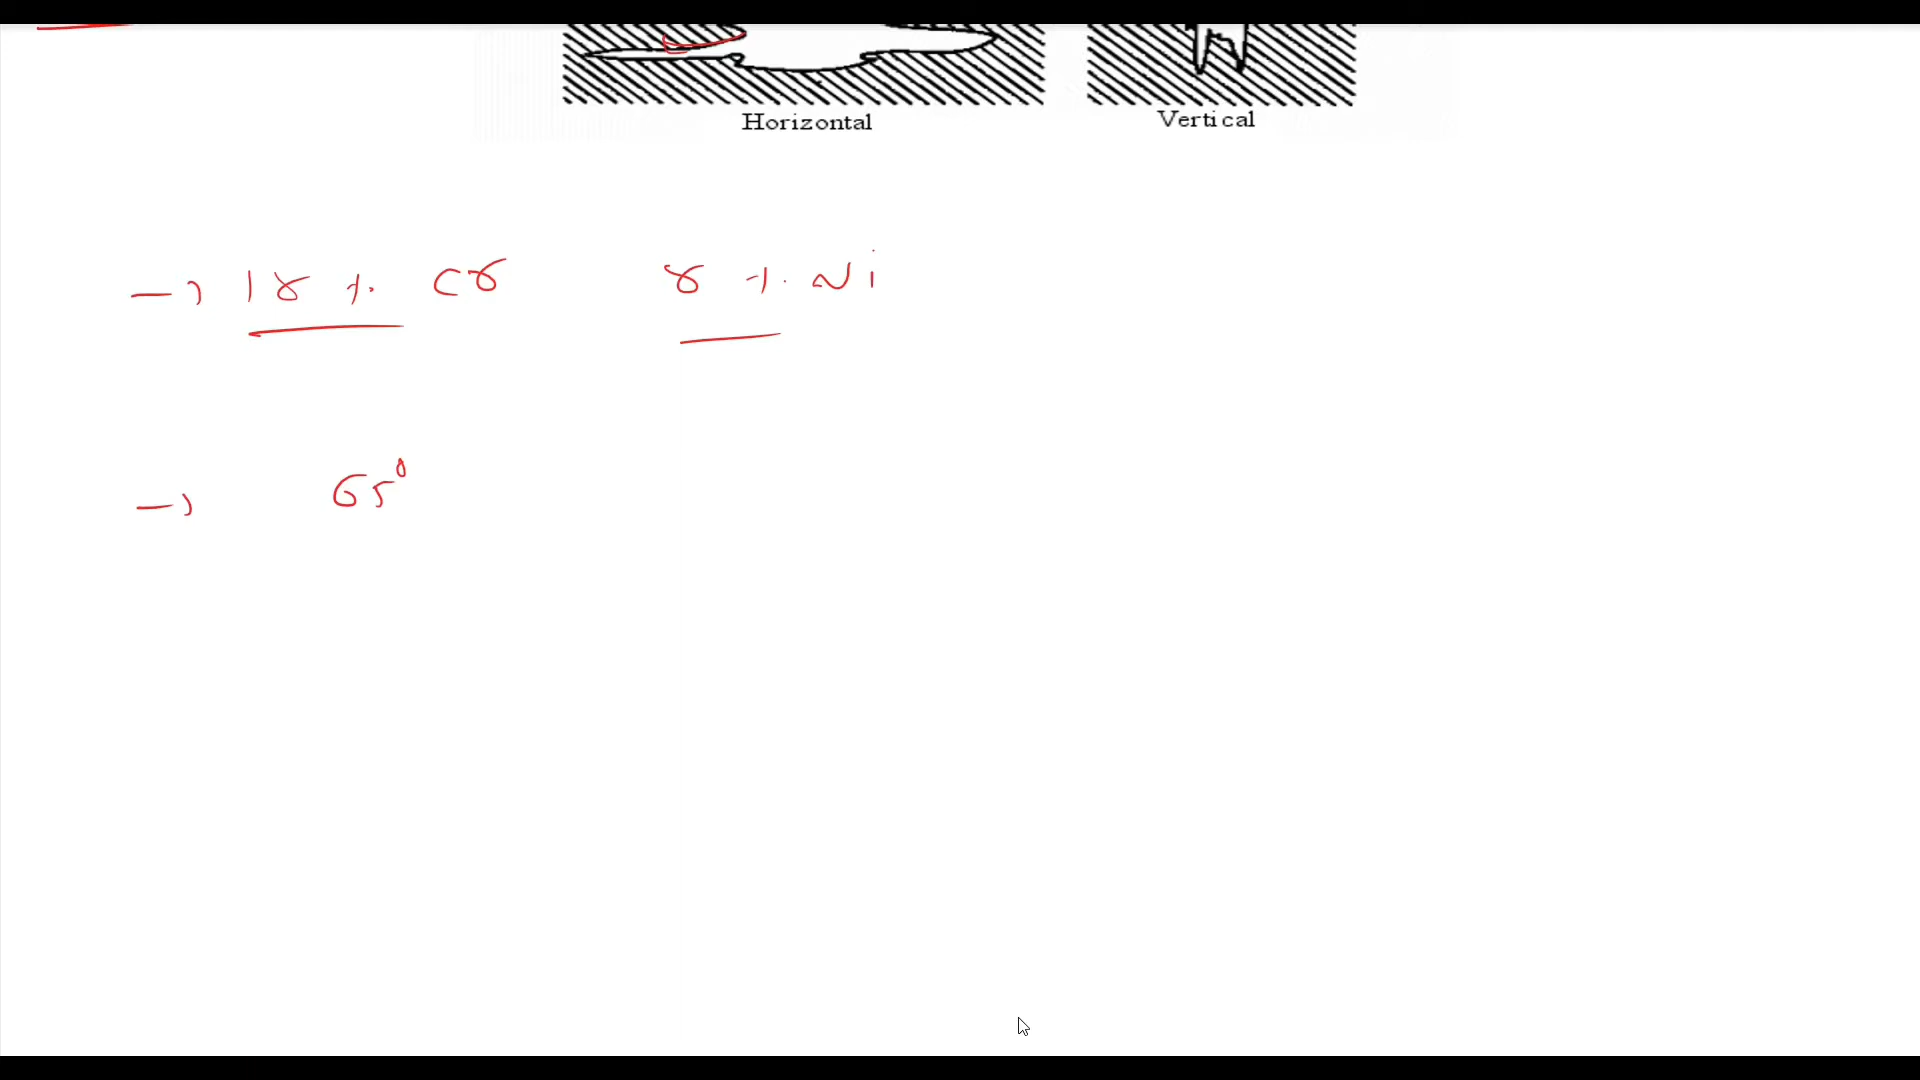 Horizontal Vertical
→ 18 % Cr 8 % Ni
→ 65°